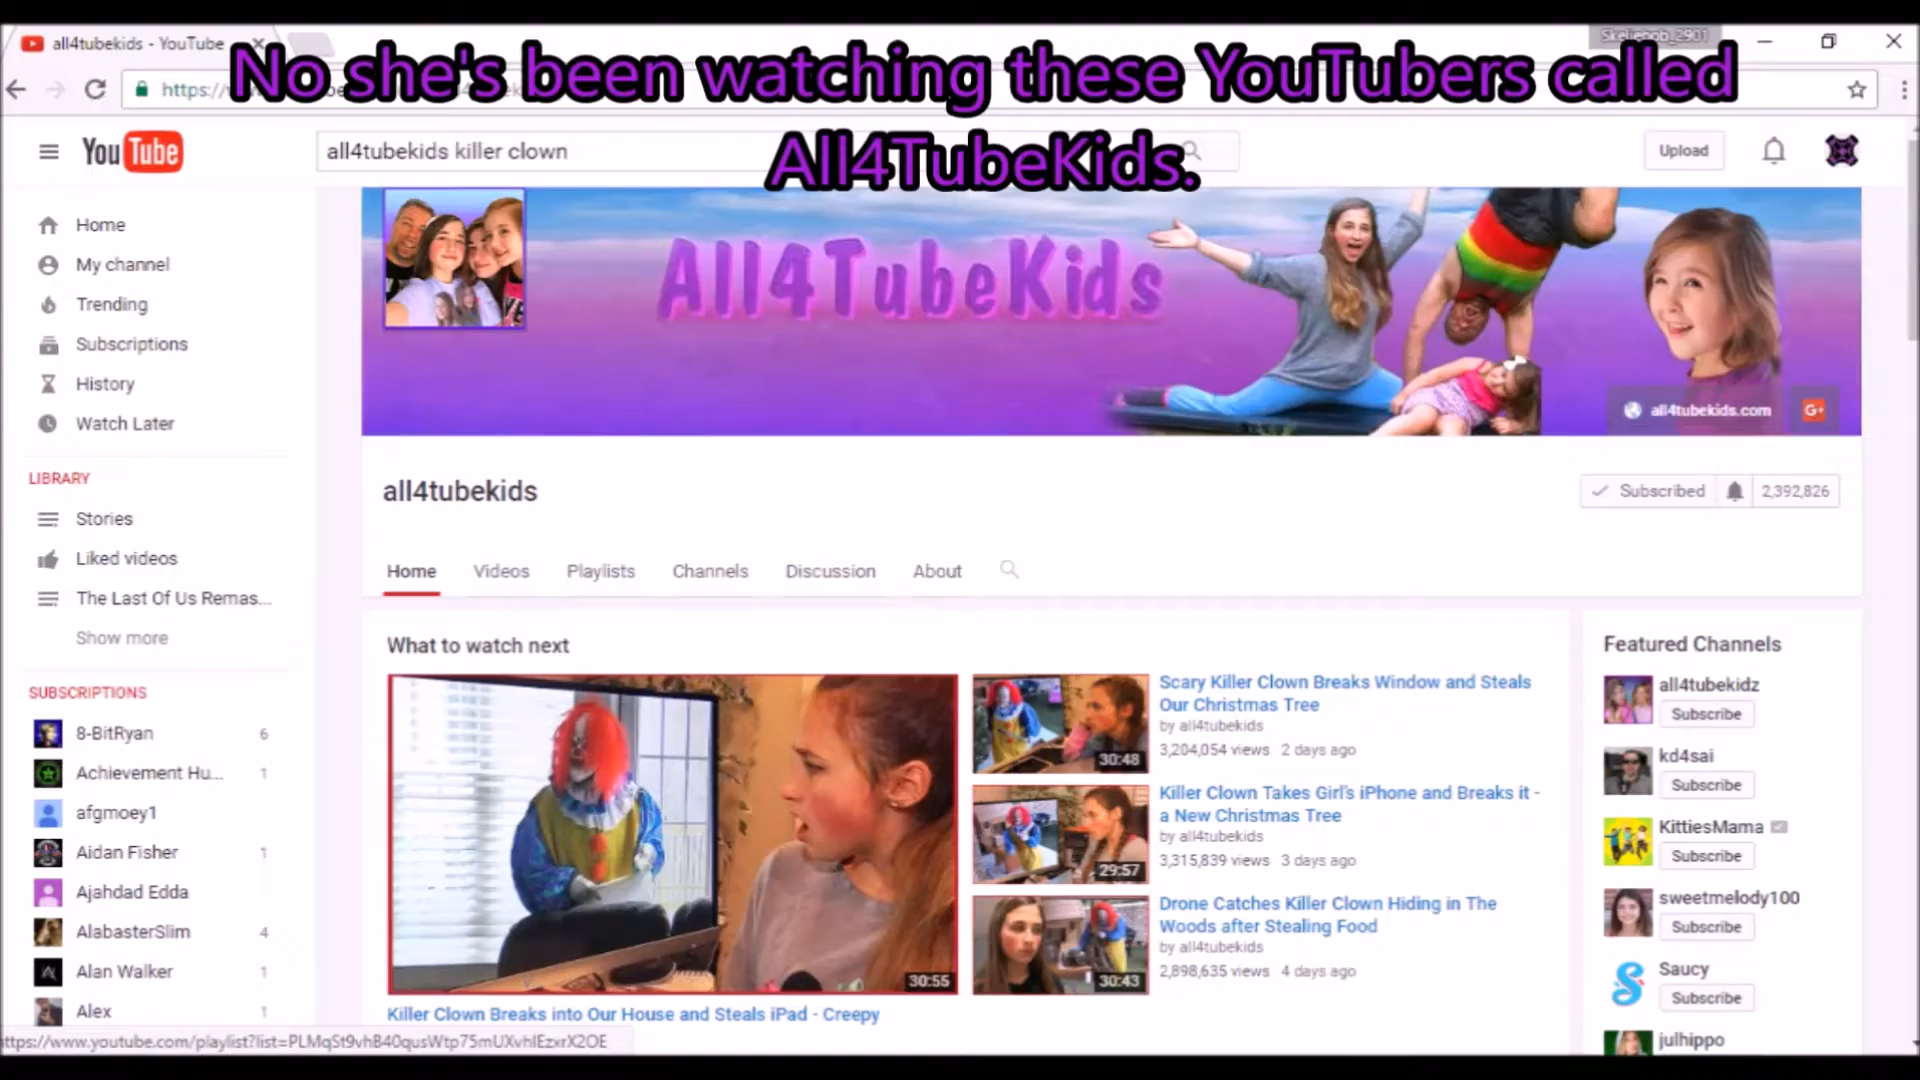 all4tubekids - YouTube
Skeliebob_2901
No she's been watching these YouTubers called
All4TubeKids.
https://
YouTube
all4tubekids killer clown
Upload
Home
My channel
Trending
Subscriptions
History
Watch Later
LIBRARY
Stories
Liked videos
The Last Of Us Remas...
Show more
SUBSCRIPTIONS
8-BitRyan 6
Achievement Hu... 1
afgmoey1
Aidan Fisher 1
Ajahdad Edda
AlabasterSlim 4
Alan Walker 1
Alex 1
All4TubeKids
all4tubekids.com
G+
all4tubekids
Subscribed 2,392,826
Home Videos Playlists Channels Discussion About
What to watch next
30:55
Killer Clown Breaks into Our House and Steals iPad - Creepy
30:48
Scary Killer Clown Breaks Window and Steals
Our Christmas Tree
by all4tubekids
3,204,054 views 2 days ago
29:57
Killer Clown Takes Girl's iPhone and Breaks it -
a New Christmas Tree
by all4tubekids
3,315,839 views 3 days ago
30:43
Drone Catches Killer Clown Hiding in The
Woods after Stealing Food
by all4tubekids
2,898,635 views 4 days ago
Featured Channels
all4tubekidz
Subscribe
kd4sai
Subscribe
KittiesMama
Subscribe
sweetmelody100
Subscribe
Saucy
Subscribe
julhippo